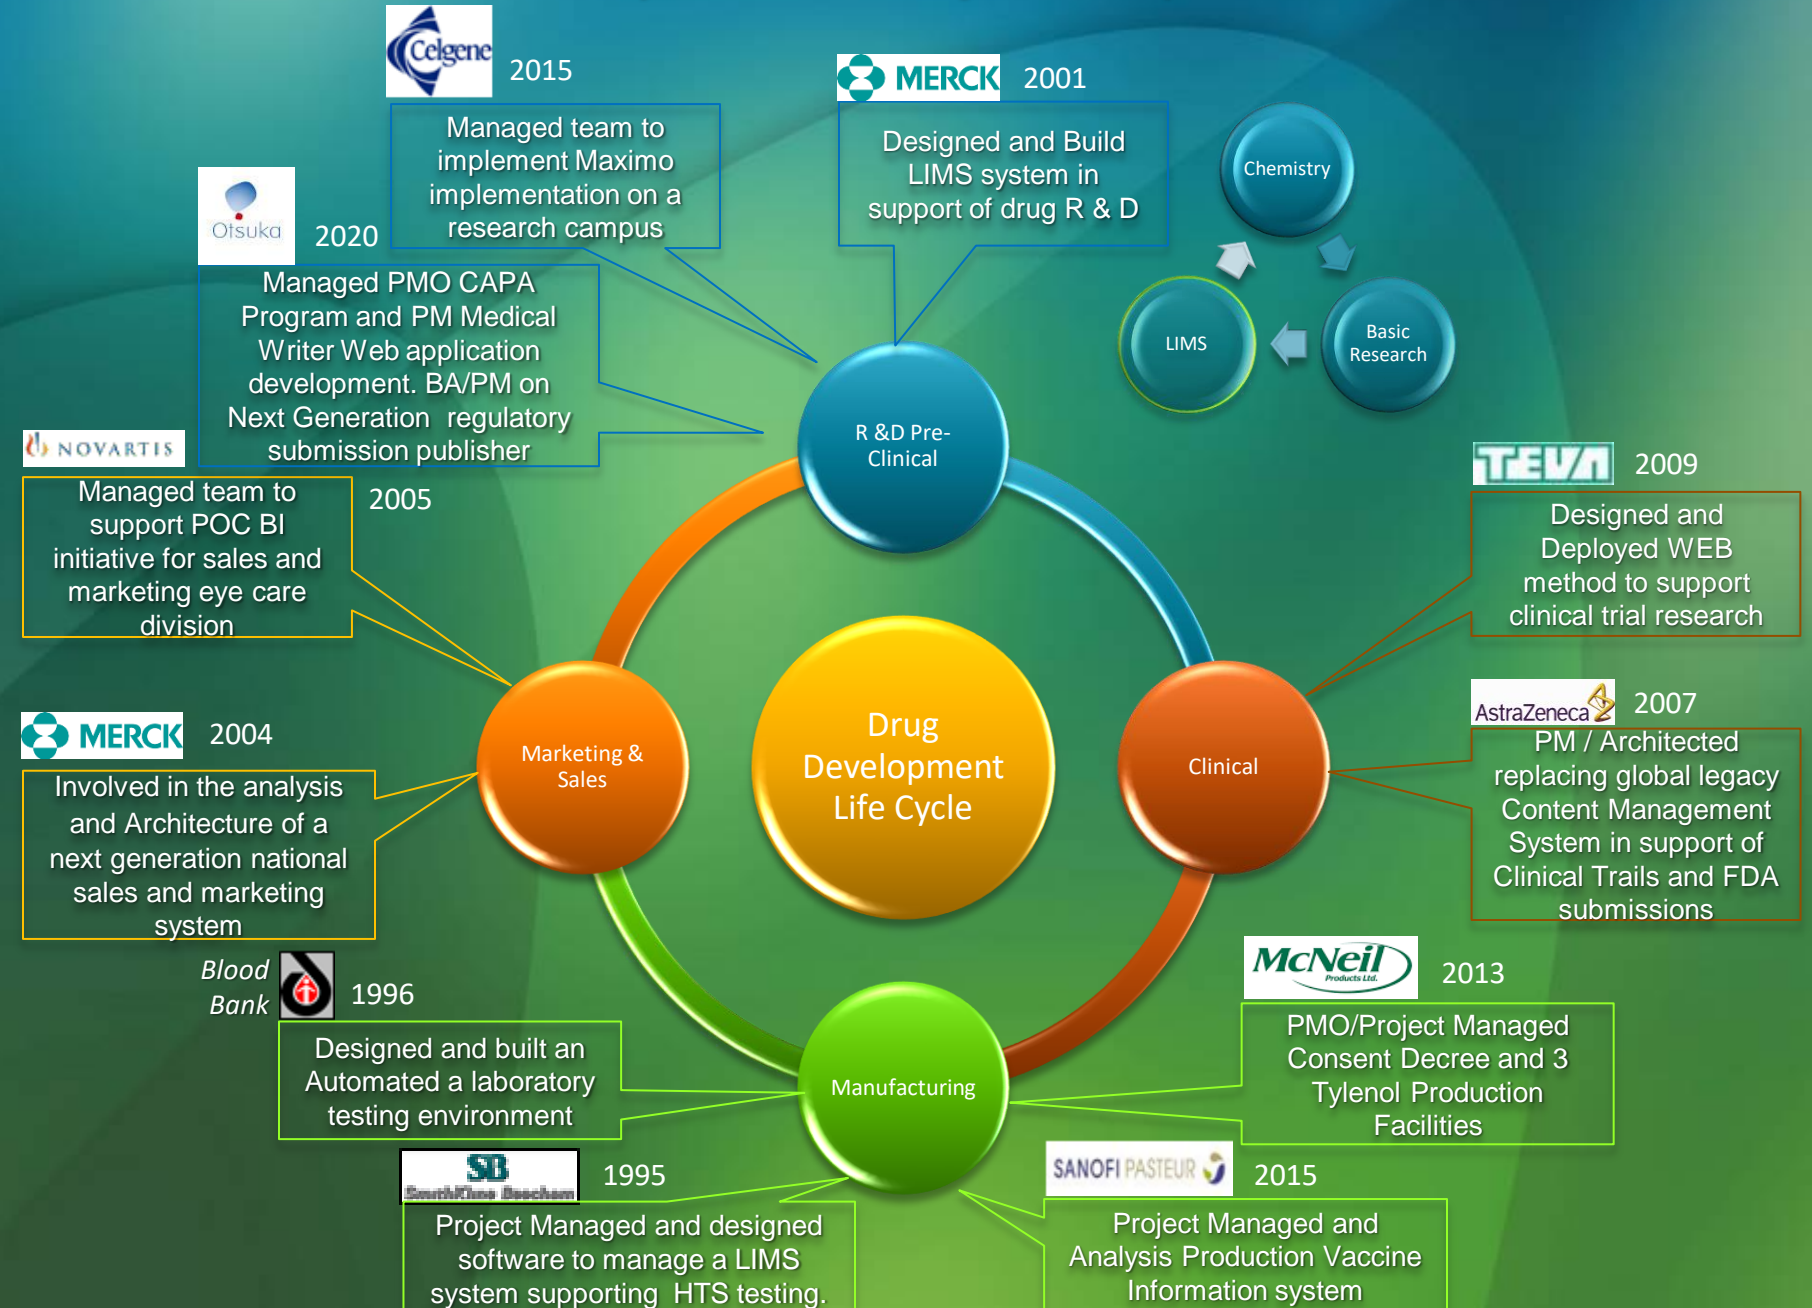 Celgene
2015
Managed team to
implement Maximo
implementation on a
research campus
MERCK
2001
Designed and Build
LIMS system in
support of drug R & D
Chemistry
Basic
Research
LIMS
Otsuka
2020
Managed PMO CAPA
Program and PM Medical
Writer Web application
development. BA/PM on
Next Generation regulatory
submission publisher
NOVARTIS
2005
Managed team to
support POC BI
initiative for sales and
marketing eye care
division
R &D Pre-
Clinical
TEVA
2009
Designed and
Deployed WEB
method to support
clinical trial research
Drug
Development
Life Cycle
Marketing &
Sales
Clinical
MERCK
2004
Involved in the analysis
and Architecture of a
next generation national
sales and marketing
system
AstraZeneca
2007
PM / Architected
replacing global legacy
Content Management
System in support of
Clinical Trails and FDA
submissions
Blood
Bank
1996
Designed and built an
Automated a laboratory
testing environment
Manufacturing
McNeil
Products Ltd.
2013
PMO/Project Managed
Consent Decree and 3
Tylenol Production
Facilities
SB
SmithKline Beecham
1995
Project Managed and designed
software to manage a LIMS
system supporting HTS testing.
SANOFI PASTEUR
2015
Project Managed and
Analysis Production Vaccine
Information system